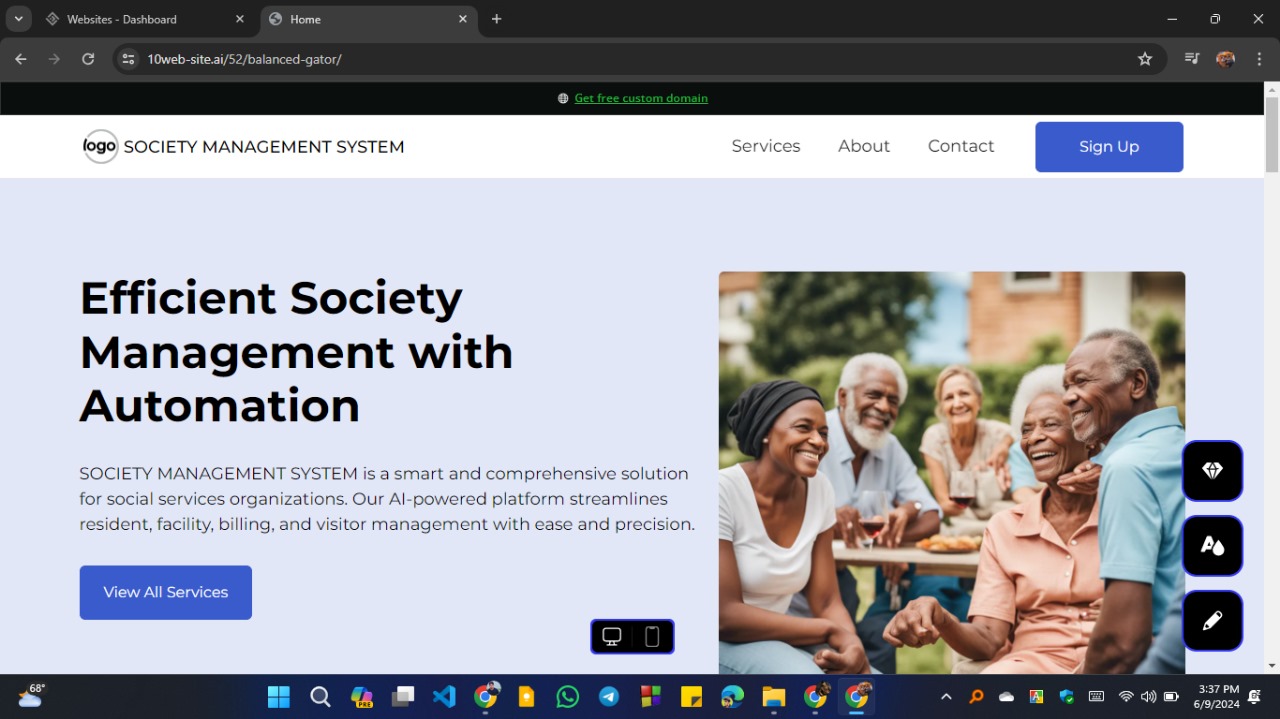 Websites - Dashboard
Home
10web-site.ai/52/balanced-gator/
Get free custom domain
logo SOCIETY MANAGEMENT SYSTEM
Services About Contact Sign Up
Efficient Society
Management with
Automation
SOCIETY MANAGEMENT SYSTEM is a smart and comprehensive solution
for social services organizations. Our AI-powered platform streamlines
resident, facility, billing, and visitor management with ease and precision.
View All Services
A
68°
PRE
A
3:37 PM
6/9/2024